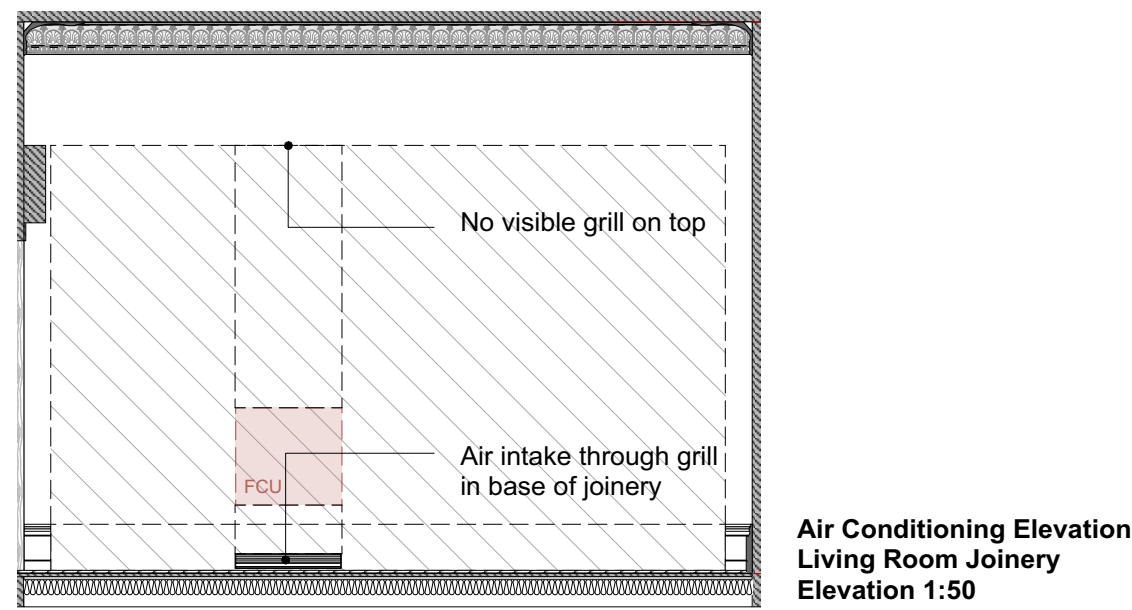 No visible grill on top
Air intake through grill
in base of joinery
FCU
Air Conditioning Elevation
Living Room Joinery
Elevation 1:50